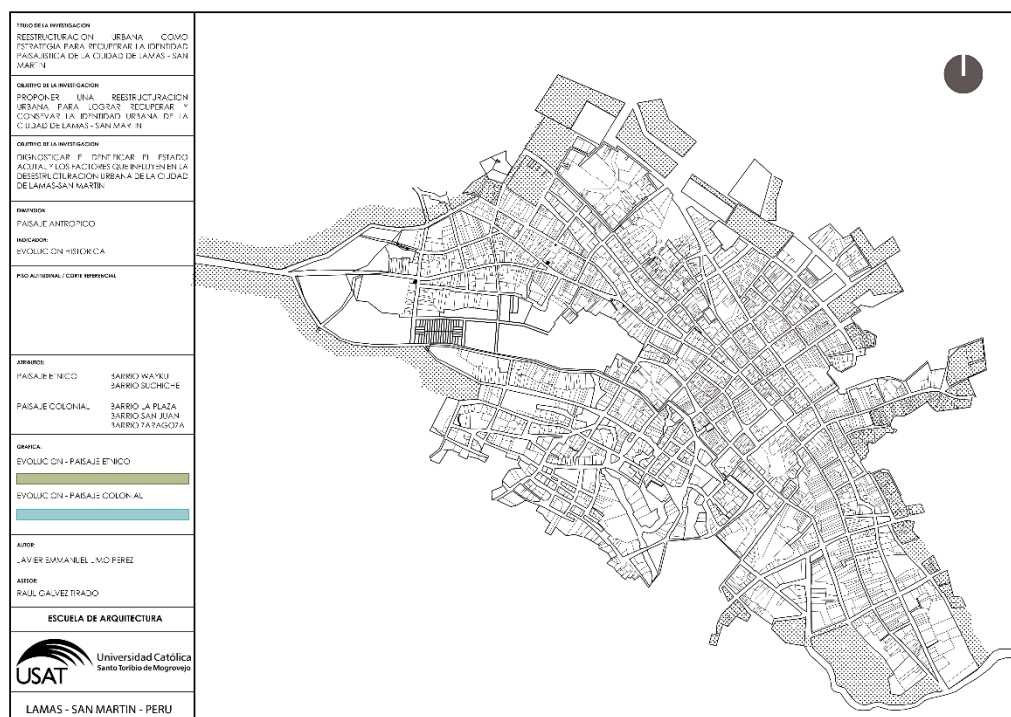 TITULO DE LA INVESTIGACION
REESTRUCTURACION URBANA COMO
ESTRATEGIA PARA RECUPERAR LA IDENTIDAD
PAISAJISTICA DE LA CIUDAD DE LAMAS - SAN
MARTIN
OBJETIVO DE LA INVESTIGACION
PROPONER UNA REESTRUCTURACION
URBANA PARA LOGRAR RECUPERAR Y
CONSEVAR LA IDENTIDAD URBANA DE LA
CIUDAD DE LAMAS - SAN MARTIN
OBJETIVO DE LA INVESTIGACION
DIGNOSTICAR E IDENTIFICAR EL ESTADO
ACUTAL Y LOS FACTORES QUE INFLUYEN EN LA
DESESTRUCTURACION URBANA DE LA CIUDAD
DE LAMAS-SAN MARTIN
DIMENSION
PAISAJE ANTROPICO
INDICADOR:
EVOLUCION HISTORICA
PISO ALTITUDINAL / CORTE REFERENCIAL
ATRIBUTOS:
PAISAJE ETNICO BARRIO WAYKU
BARRIO SUCHICHE
PAISAJE COLONIAL BARRIO LA PLAZA
BARRIO SAN JUAN
BARRIO ZARAGOZA
GRAFICA:
EVOLUCION - PAISAJE ETNICO
EVOLUCION - PAISAJE COLONIAL
AUTOR:
JAVIER EMMANUEL LIMO PEREZ
ASESOR:
RAUL GALVEZ TIRADO
ESCUELA DE ARQUITECTURA
USAT
Universidad Católica
Santo Toribio de Mogrovejo
LAMAS - SAN MARTIN - PERU